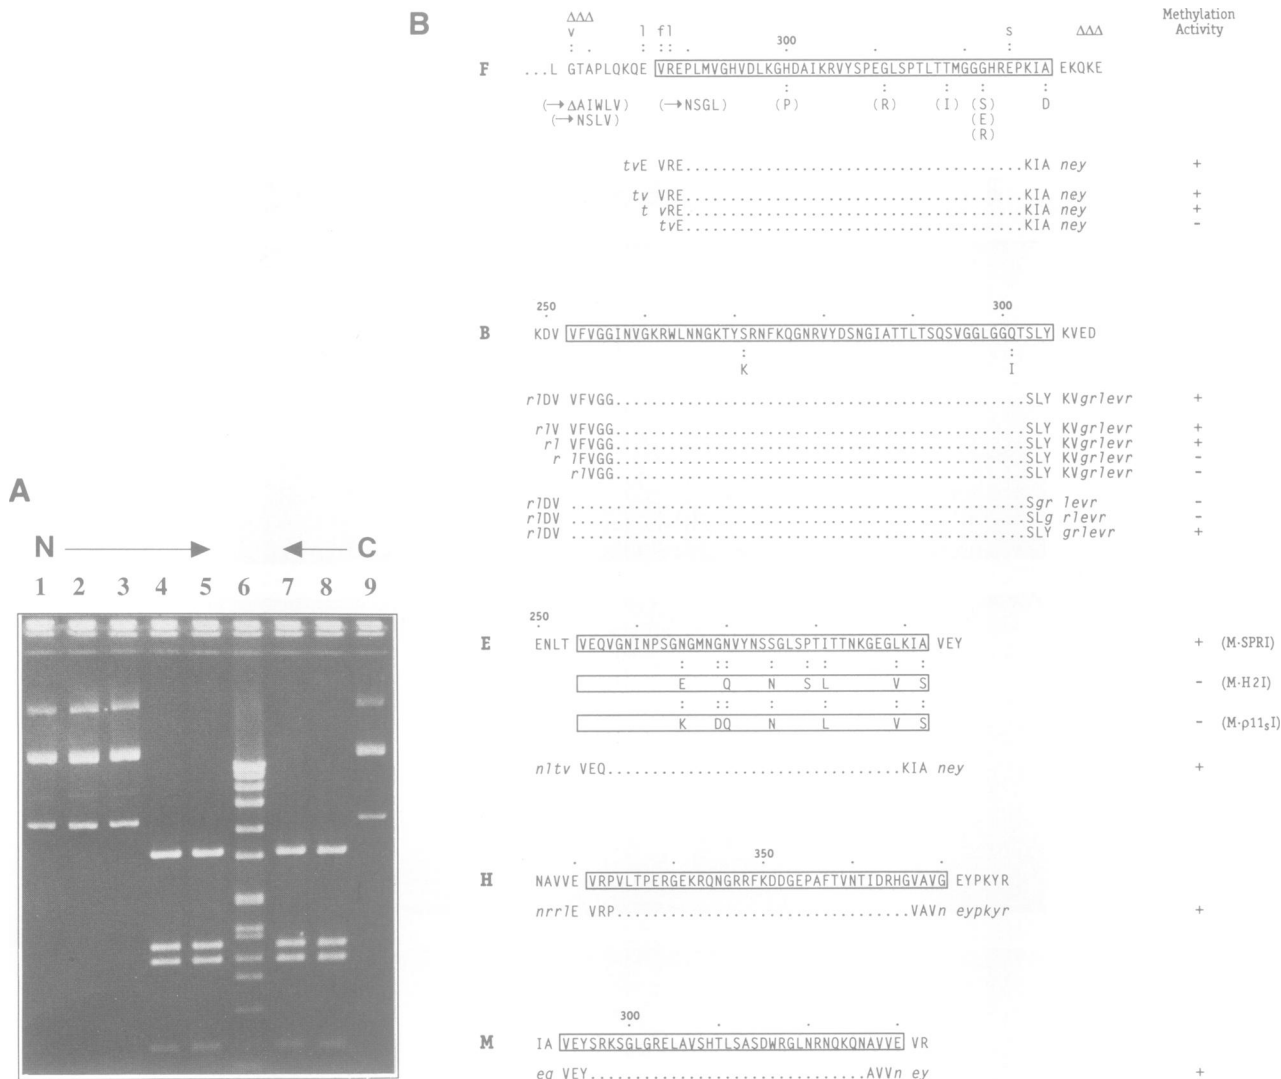 B
Methylation
Activity
ΔΔΔ
v l fl s ΔΔΔ
: . : :: . 300 . . :
F ...L GTAPLQKQE VREPLMVGHVDLKGHDAIKRVYSPEGLSPTLTTMGGGHREPKIA EKQKE
: : : : :
(→ΔAIWLV) (→NSGL) (P) (R) (I) (S) D
(→NSLV) (E)
(R)
tvE VRE......................................KIA ney +
tv VRE......................................KIA ney +
t vRE......................................KIA ney +
tvE......................................KIA ney -
250 300
B KDV VFVGGINVGKRWLNNGKTYSRNFKQGNRVYDSNGIATTLTSQSVGGLGGQTSLY KVED
: :
K I
rlDV VFVGG..............................................SLY KVgrlevr +
rlV VFVGG..............................................SLY KVgrlevr +
rl VFVGG..............................................SLY KVgrlevr +
r lFVGG..............................................SLY KVgrlevr -
rlVGG..............................................SLY KVgrlevr -
rlDV ...................................................Sgr levr -
rlDV ...................................................SLg rlevr -
rlDV ...................................................SLY grlevr +
A
N → ← C
1 2 3 4 5 6 7 8 9
250
E ENLT VEQVGNINPSGNGMNGNVYNSSGLSPTITTNKGEGLKIA VEY + (M·SPRI)
: :: : : : : :
E Q N S L V S - (M·H2I)
: :: : : : :
K DQ N L V S - (M·ρ11sI)
nltv VEQ.................................KIA ney +
350
H NAVVE VRPVLTPERGEKRQNGRRFKDDGEPAFTVNTIDRHGVAVG EYPKYR
nrrlE VRP.................................VAVn eypkyr +
300
M IA VEYSRKSGLGRELAVSHTLSASDWRGLNRNQKQNAVVE VR
eg VEY...............................AVVn ey +